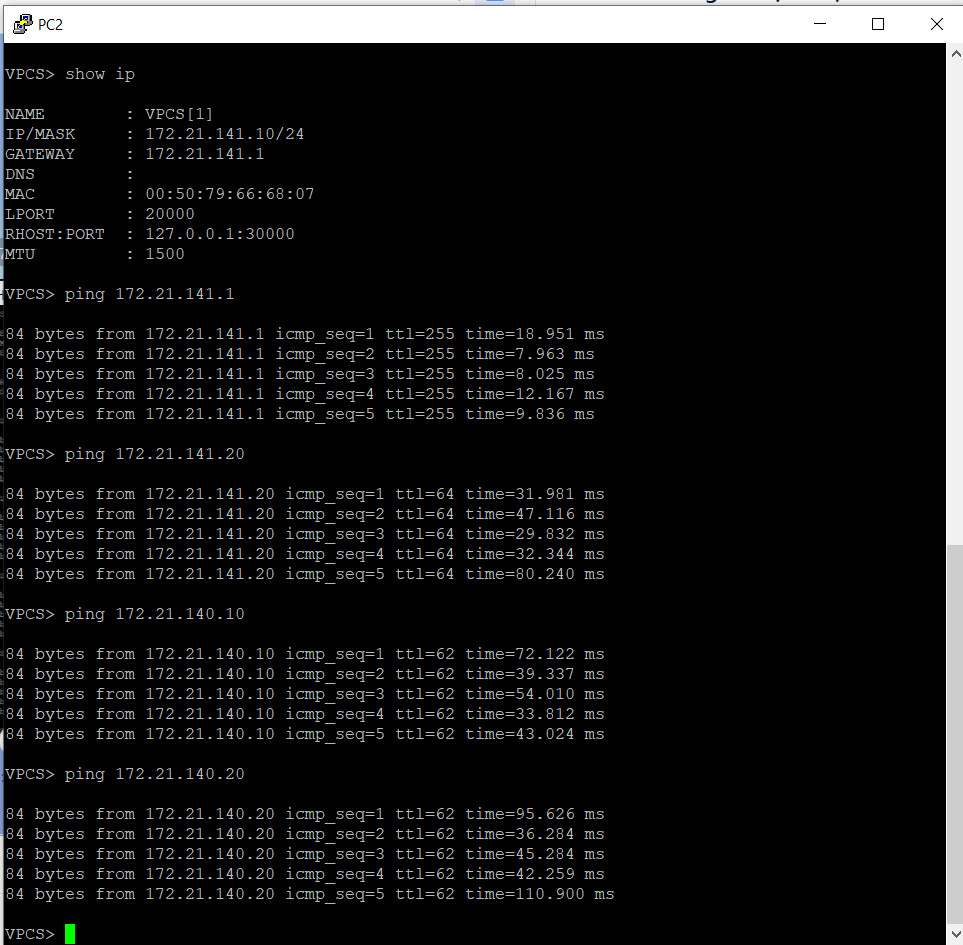 PC2
VPCS> show ip
NAME : VPCS[1]
IP/MASK : 172.21.141.10/24
GATEWAY : 172.21.141.1
DNS :
MAC : 00:50:79:66:68:07
LPORT : 20000
RHOST:PORT : 127.0.0.1:30000
MTU : 1500
VPCS> ping 172.21.141.1
84 bytes from 172.21.141.1 icmp_seq=1 ttl=255 time=18.951 ms
84 bytes from 172.21.141.1 icmp_seq=2 ttl=255 time=7.963 ms
84 bytes from 172.21.141.1 icmp_seq=3 ttl=255 time=8.025 ms
84 bytes from 172.21.141.1 icmp_seq=4 ttl=255 time=12.167 ms
84 bytes from 172.21.141.1 icmp_seq=5 ttl=255 time=9.836 ms
VPCS> ping 172.21.141.20
84 bytes from 172.21.141.20 icmp_seq=1 ttl=64 time=31.981 ms
84 bytes from 172.21.141.20 icmp_seq=2 ttl=64 time=47.116 ms
84 bytes from 172.21.141.20 icmp_seq=3 ttl=64 time=29.832 ms
84 bytes from 172.21.141.20 icmp_seq=4 ttl=64 time=32.344 ms
84 bytes from 172.21.141.20 icmp_seq=5 ttl=64 time=80.240 ms
VPCS> ping 172.21.140.10
84 bytes from 172.21.140.10 icmp_seq=1 ttl=62 time=72.122 ms
84 bytes from 172.21.140.10 icmp_seq=2 ttl=62 time=39.337 ms
84 bytes from 172.21.140.10 icmp_seq=3 ttl=62 time=54.010 ms
84 bytes from 172.21.140.10 icmp_seq=4 ttl=62 time=33.812 ms
84 bytes from 172.21.140.10 icmp_seq=5 ttl=62 time=43.024 ms
VPCS> ping 172.21.140.20
84 bytes from 172.21.140.20 icmp_seq=1 ttl=62 time=95.626 ms
84 bytes from 172.21.140.20 icmp_seq=2 ttl=62 time=36.284 ms
84 bytes from 172.21.140.20 icmp_seq=3 ttl=62 time=45.284 ms
84 bytes from 172.21.140.20 icmp_seq=4 ttl=62 time=42.259 ms
84 bytes from 172.21.140.20 icmp_seq=5 ttl=62 time=110.900 ms
VPCS>